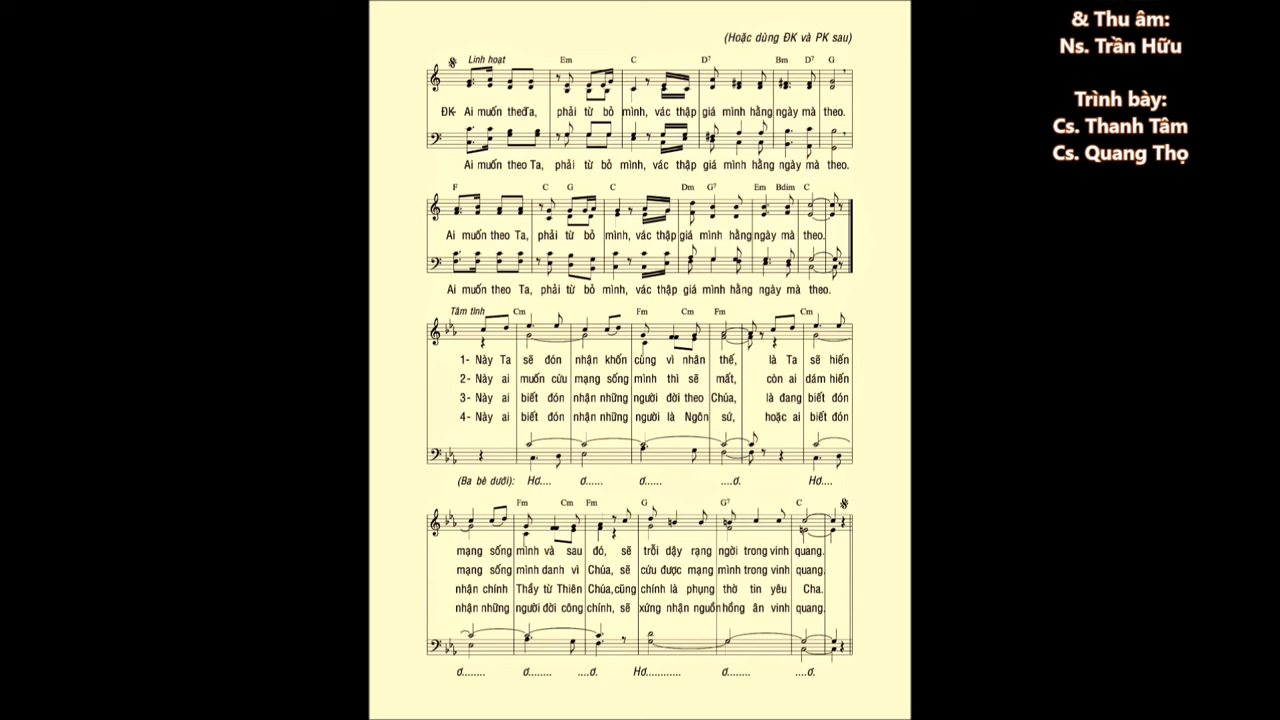 (Hoặc dùng ĐK và PK sau)
Linh hoạt Em C D7 Bm D7 G
ĐK- Ai muốn theo Ta, phải từ bỏ mình, vác thập giá mình hằng ngày mà theo.
Ai muốn theo Ta, phải từ bỏ mình, vác thập giá mình hằng ngày mà theo.
F C G C Dm G7 Em Bdim C
Ai muốn theo Ta, phải từ bỏ mình, vác thập giá mình hằng ngày mà theo.
Ai muốn theo Ta, phải từ bỏ mình, vác thập giá mình hằng ngày mà theo.
Tâm tình Cm Fm Cm Fm Cm
1- Này Ta sẽ đón nhận khốn cùng vì nhân thế, là Ta sẽ hiến
2- Này ai muốn cứu mạng sống mình thì sẽ mất, còn ai dám hiến
3- Này ai biết đón nhận những người đời theo Chúa, là đang biết đón
4- Này ai biết đón nhận những người là Ngôn sứ, hoặc ai biết đón
(Ba bè dưới): Hơ.... ơ...... ơ...... ....ơ. Hơ....
Fm Cm Fm G G7 C
mạng sống mình và sau đó, sẽ trỗi dậy rạng ngời trong vinh quang.
mạng sống mình danh vì Chúa, sẽ cứu được mạng mình trong vinh quang.
nhận chính Thầy từ Thiên Chúa, cũng chính là phụng thờ tin yêu Cha.
nhận những người đời công chính, sẽ xứng nhận nguồn hồng ân vinh quang.
ơ........ ơ........ ....ơ. Hơ............ ơ........ ....ơ.
& Thu âm:
Ns. Trần Hữu
Trình bày:
Cs. Thanh Tâm
Cs. Quang Thọ